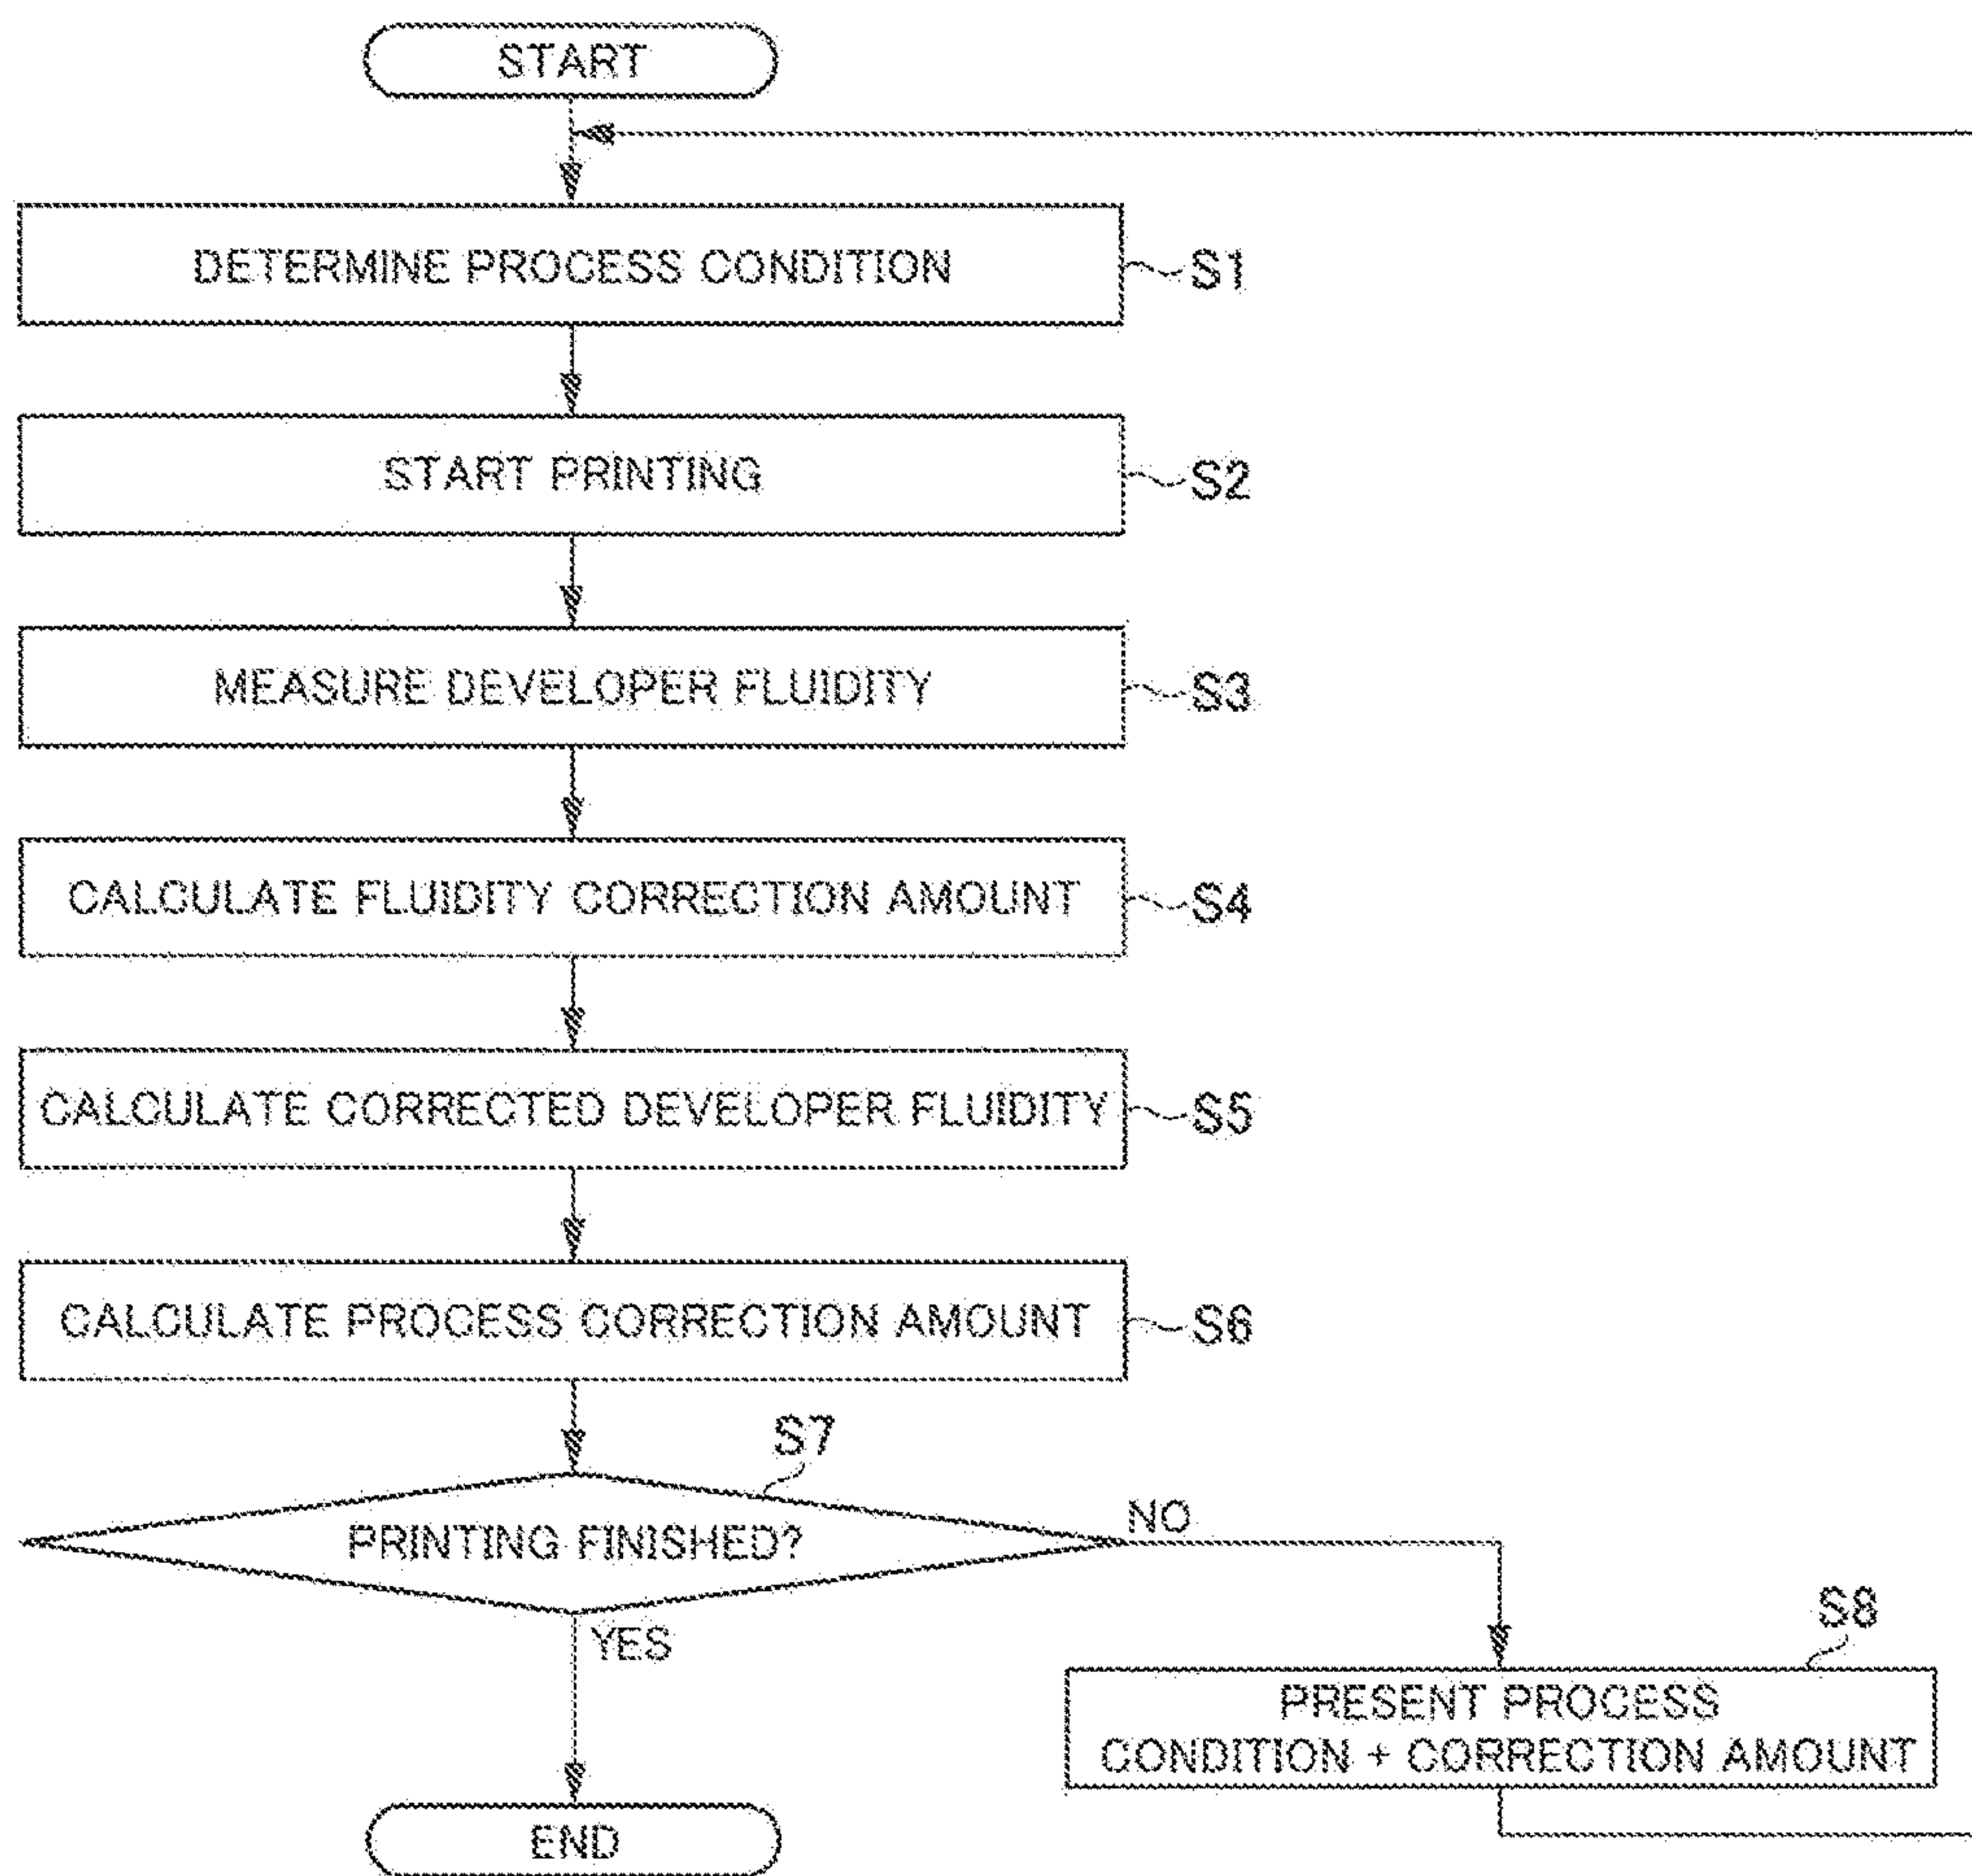 START
DETERMINE PROCESS CONDITION
S1
START PRINTING
S2
MEASURE DEVELOPER FLUIDITY
S3
CALCULATE FLUIDITY CORRECTION AMOUNT
S4
CALCULATE CORRECTED DEVELOPER FLUIDITY
S5
CALCULATE PROCESS CORRECTION AMOUNT
S6
S7
PRINTING FINISHED?
NO
YES
S8
PRESENT PROCESS
CONDITION + CORRECTION AMOUNT
END